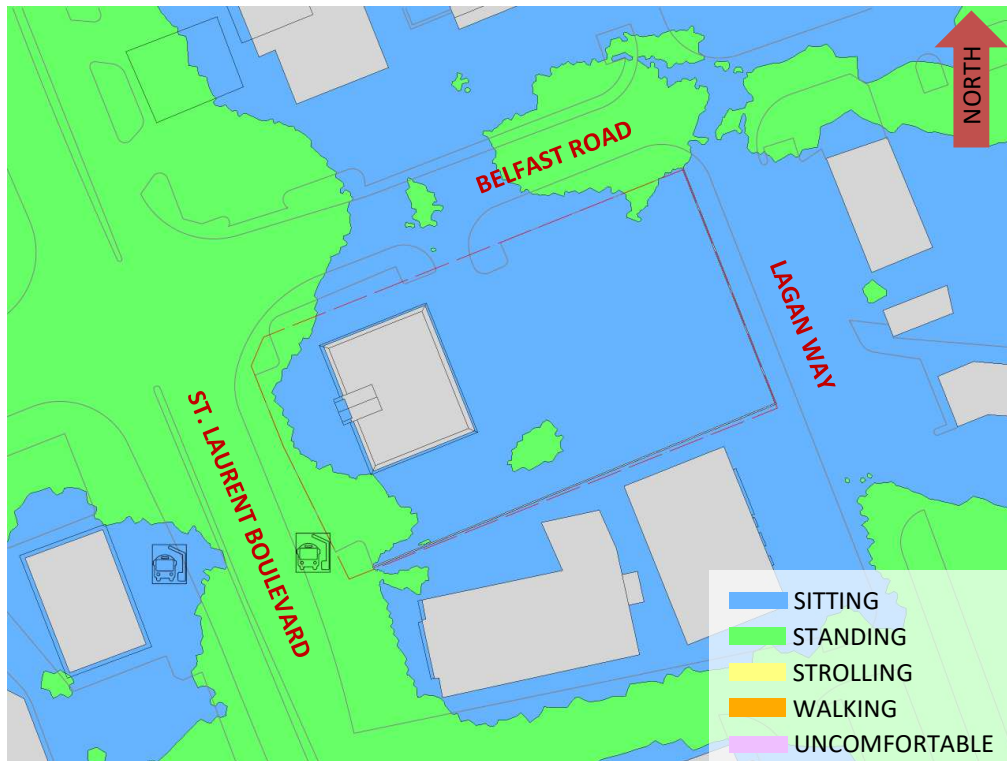 NORTH
BELFAST ROAD
LAGAN WAY
ST. LAURENT BOULEVARD
SITTING
STANDING
STROLLING
WALKING
UNCOMFORTABLE